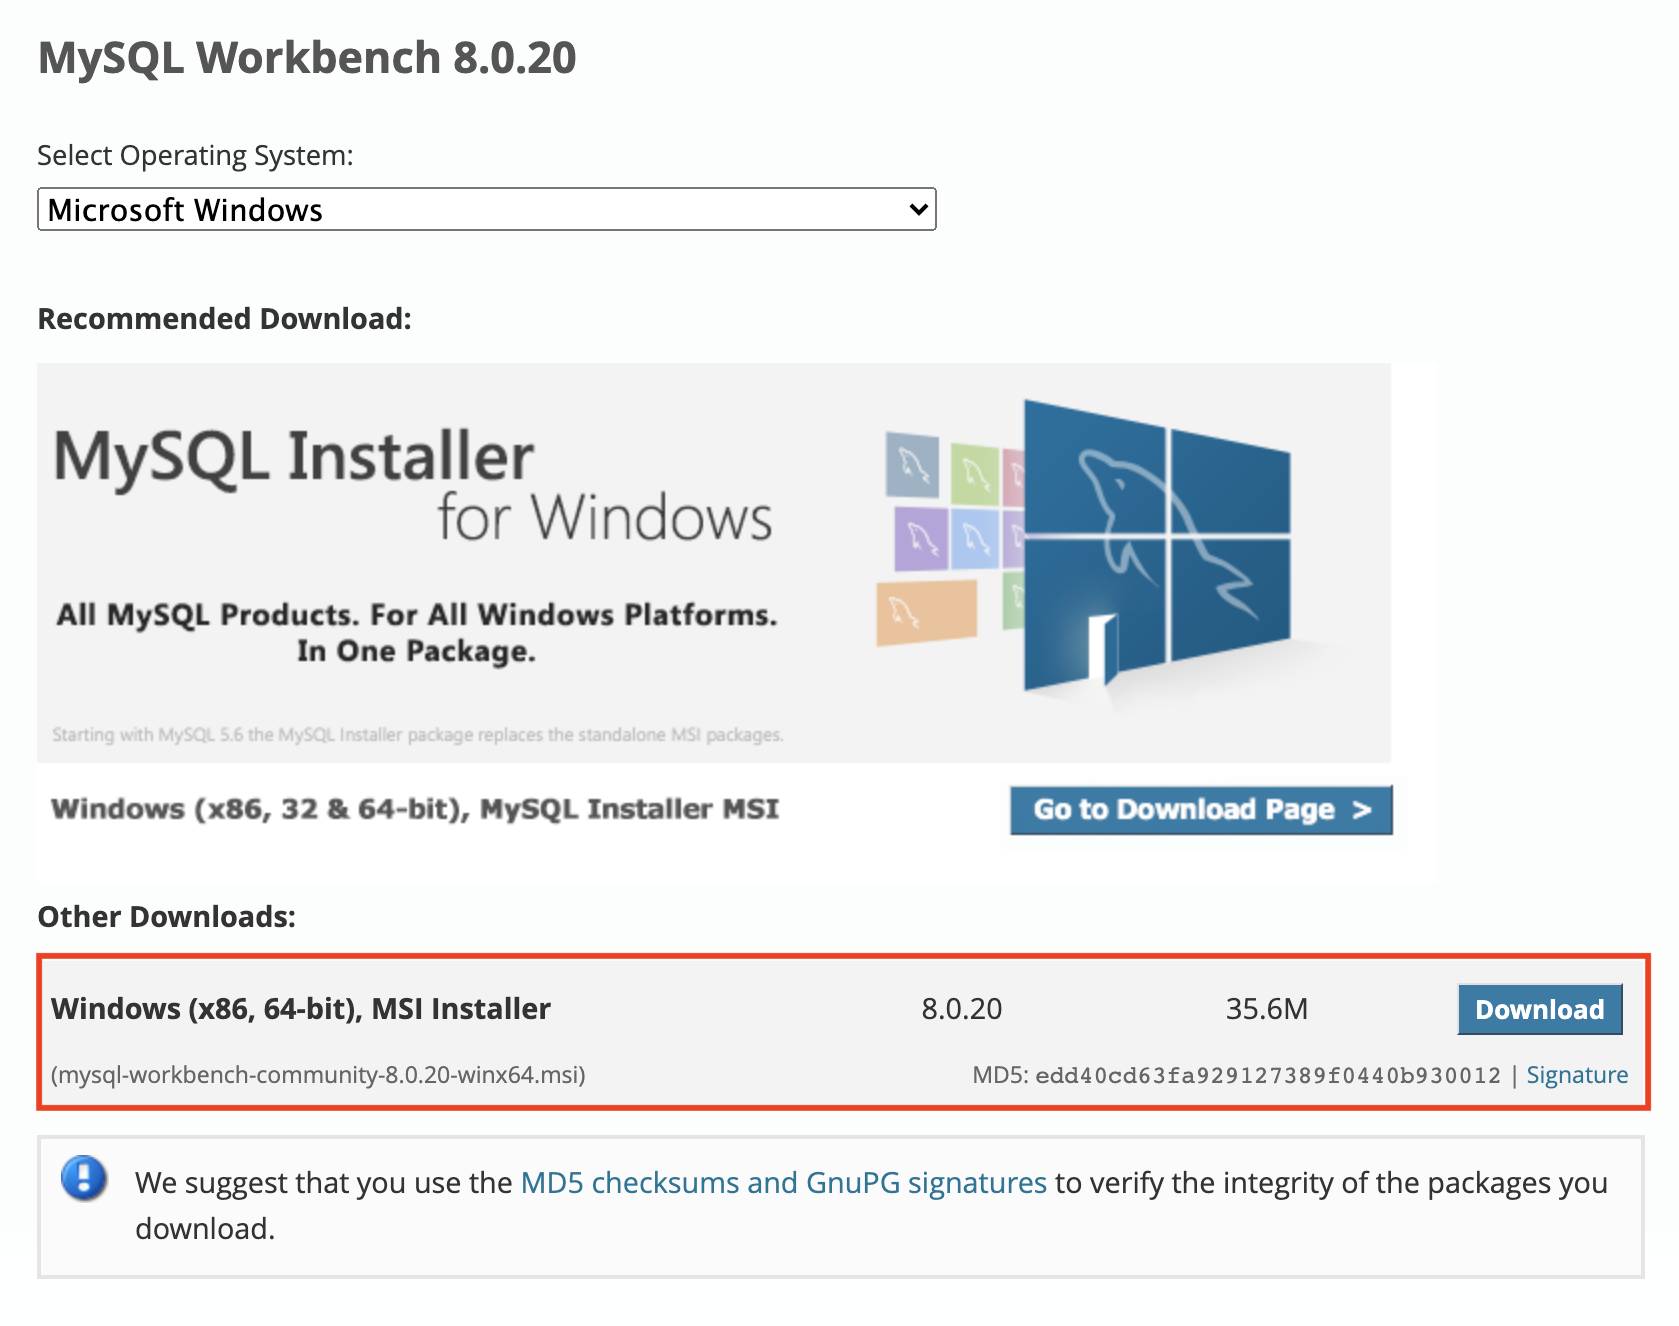 MySQL Workbench 8.0.20
Select Operating System:
Microsoft Windows
Recommended Download:
MySQL Installer
for Windows
All MySQL Products. For All Windows Platforms.
In One Package.
Starting with MySQL 5.6 the MySQL Installer package replaces the standalone MSI packages.
Windows (x86, 32 & 64-bit), MySQL Installer MSI
Go to Download Page >
Other Downloads:
Windows (x86, 64-bit), MSI Installer 8.0.20 35.6M Download
(mysql-workbench-community-8.0.20-winx64.msi) MD5: edd40cd63fa929127389f0440b930012 | Signature
We suggest that you use the MD5 checksums and GnuPG signatures to verify the integrity of the packages you
download.